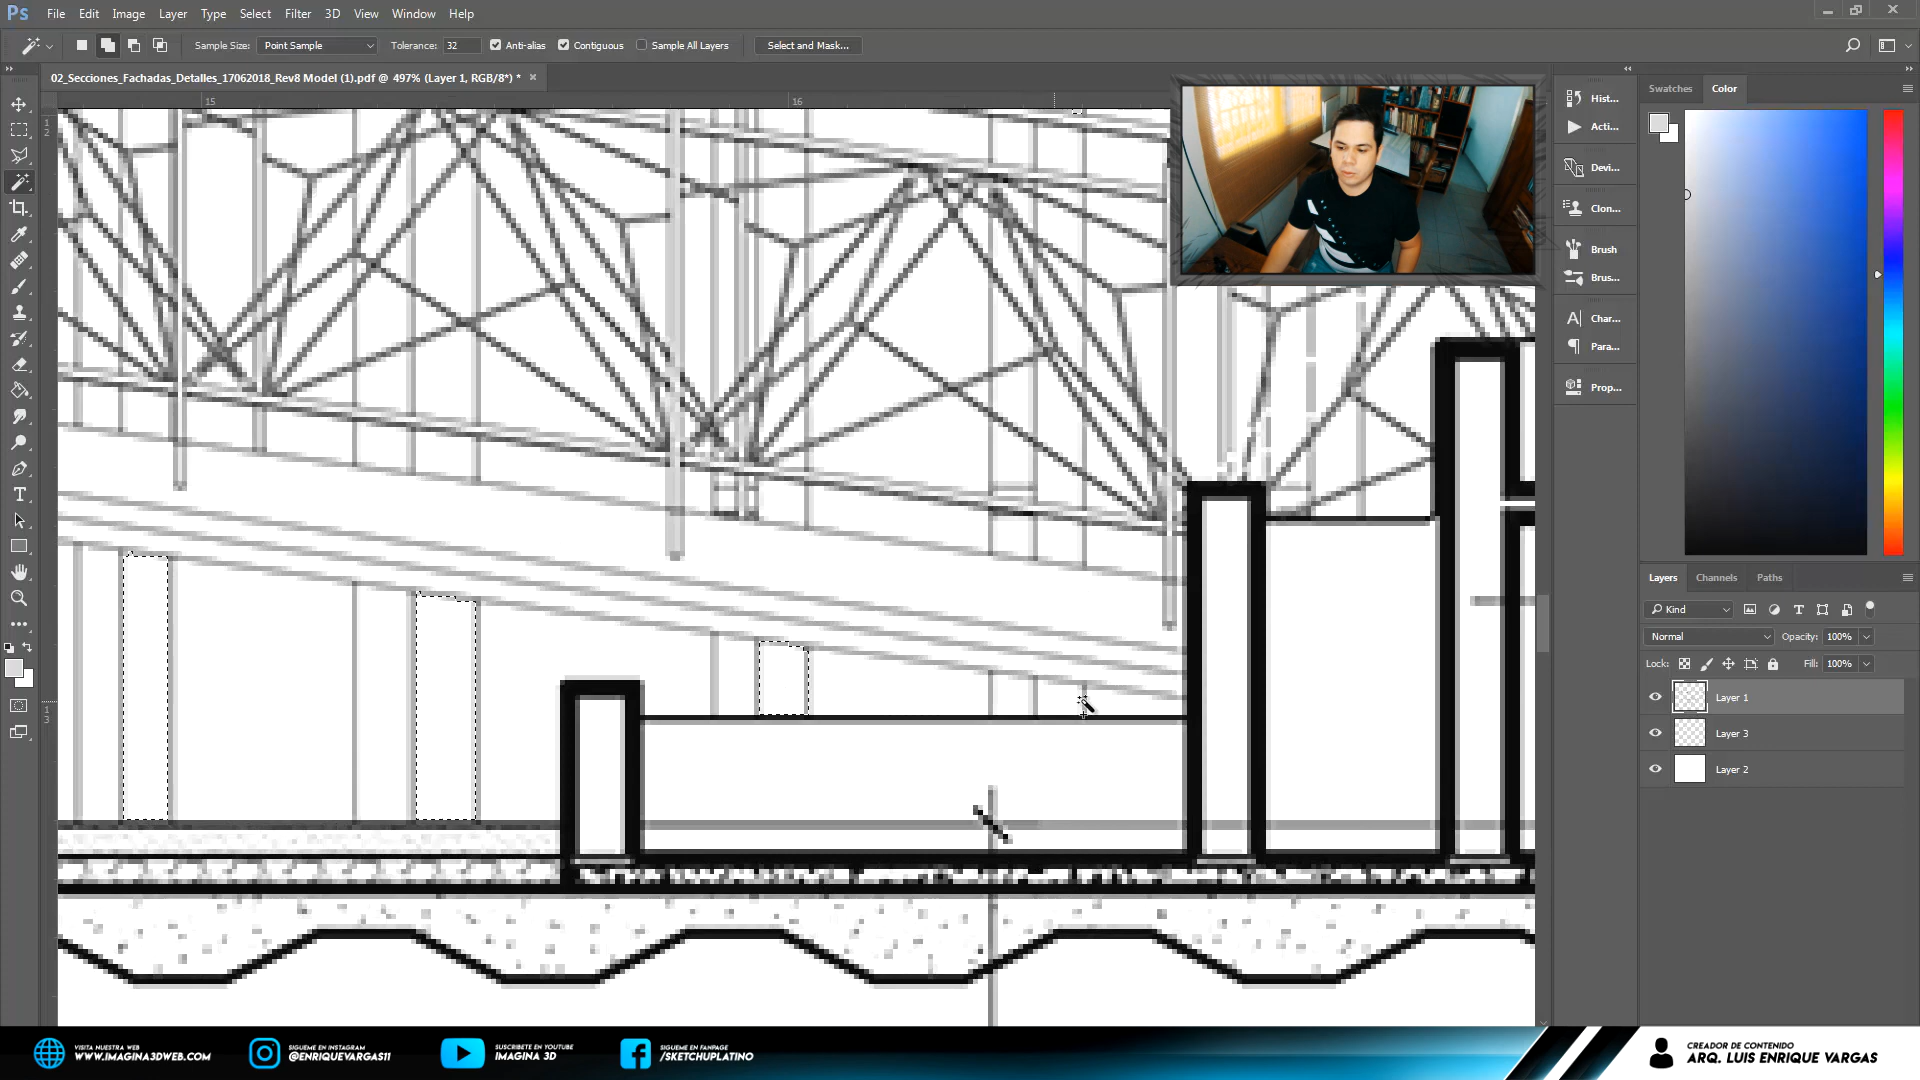 Ps File Edit Image Layer Type Select Filter 3D View Window Help
Sample Size: Point Sample Tolerance: 32 Anti-alias Contiguous Sample All Layers Select and Mask...
02_Secciones_Fachadas_Detalles_17062018_Rev8 Model (1).pdf @ 497% (Layer 1, RGB/8*) *
15 16
1
2
1
3
Hist...
Acti...
Devi...
Clon...
Brush
Brus...
Char...
Para...
Prop...
Swatches Color
Layers Channels Paths
Kind
Normal Opacity: 100%
Lock: Fill: 100%
Layer 1
Layer 3
Layer 2
VISITA NUESTRA WEB
WWW.IMAGINA3DWEB.COM
SIGUEME EN INSTAGRAM
@ENRIQUEVARGAS11
SUSCRIBETE EN YOUTUBE
IMAGINA 3D
SIGUEME EN FANPAGE
/SKETCHUPLATINO
CREADOR DE CONTENIDO
ARQ. LUIS ENRIQUE VARGAS